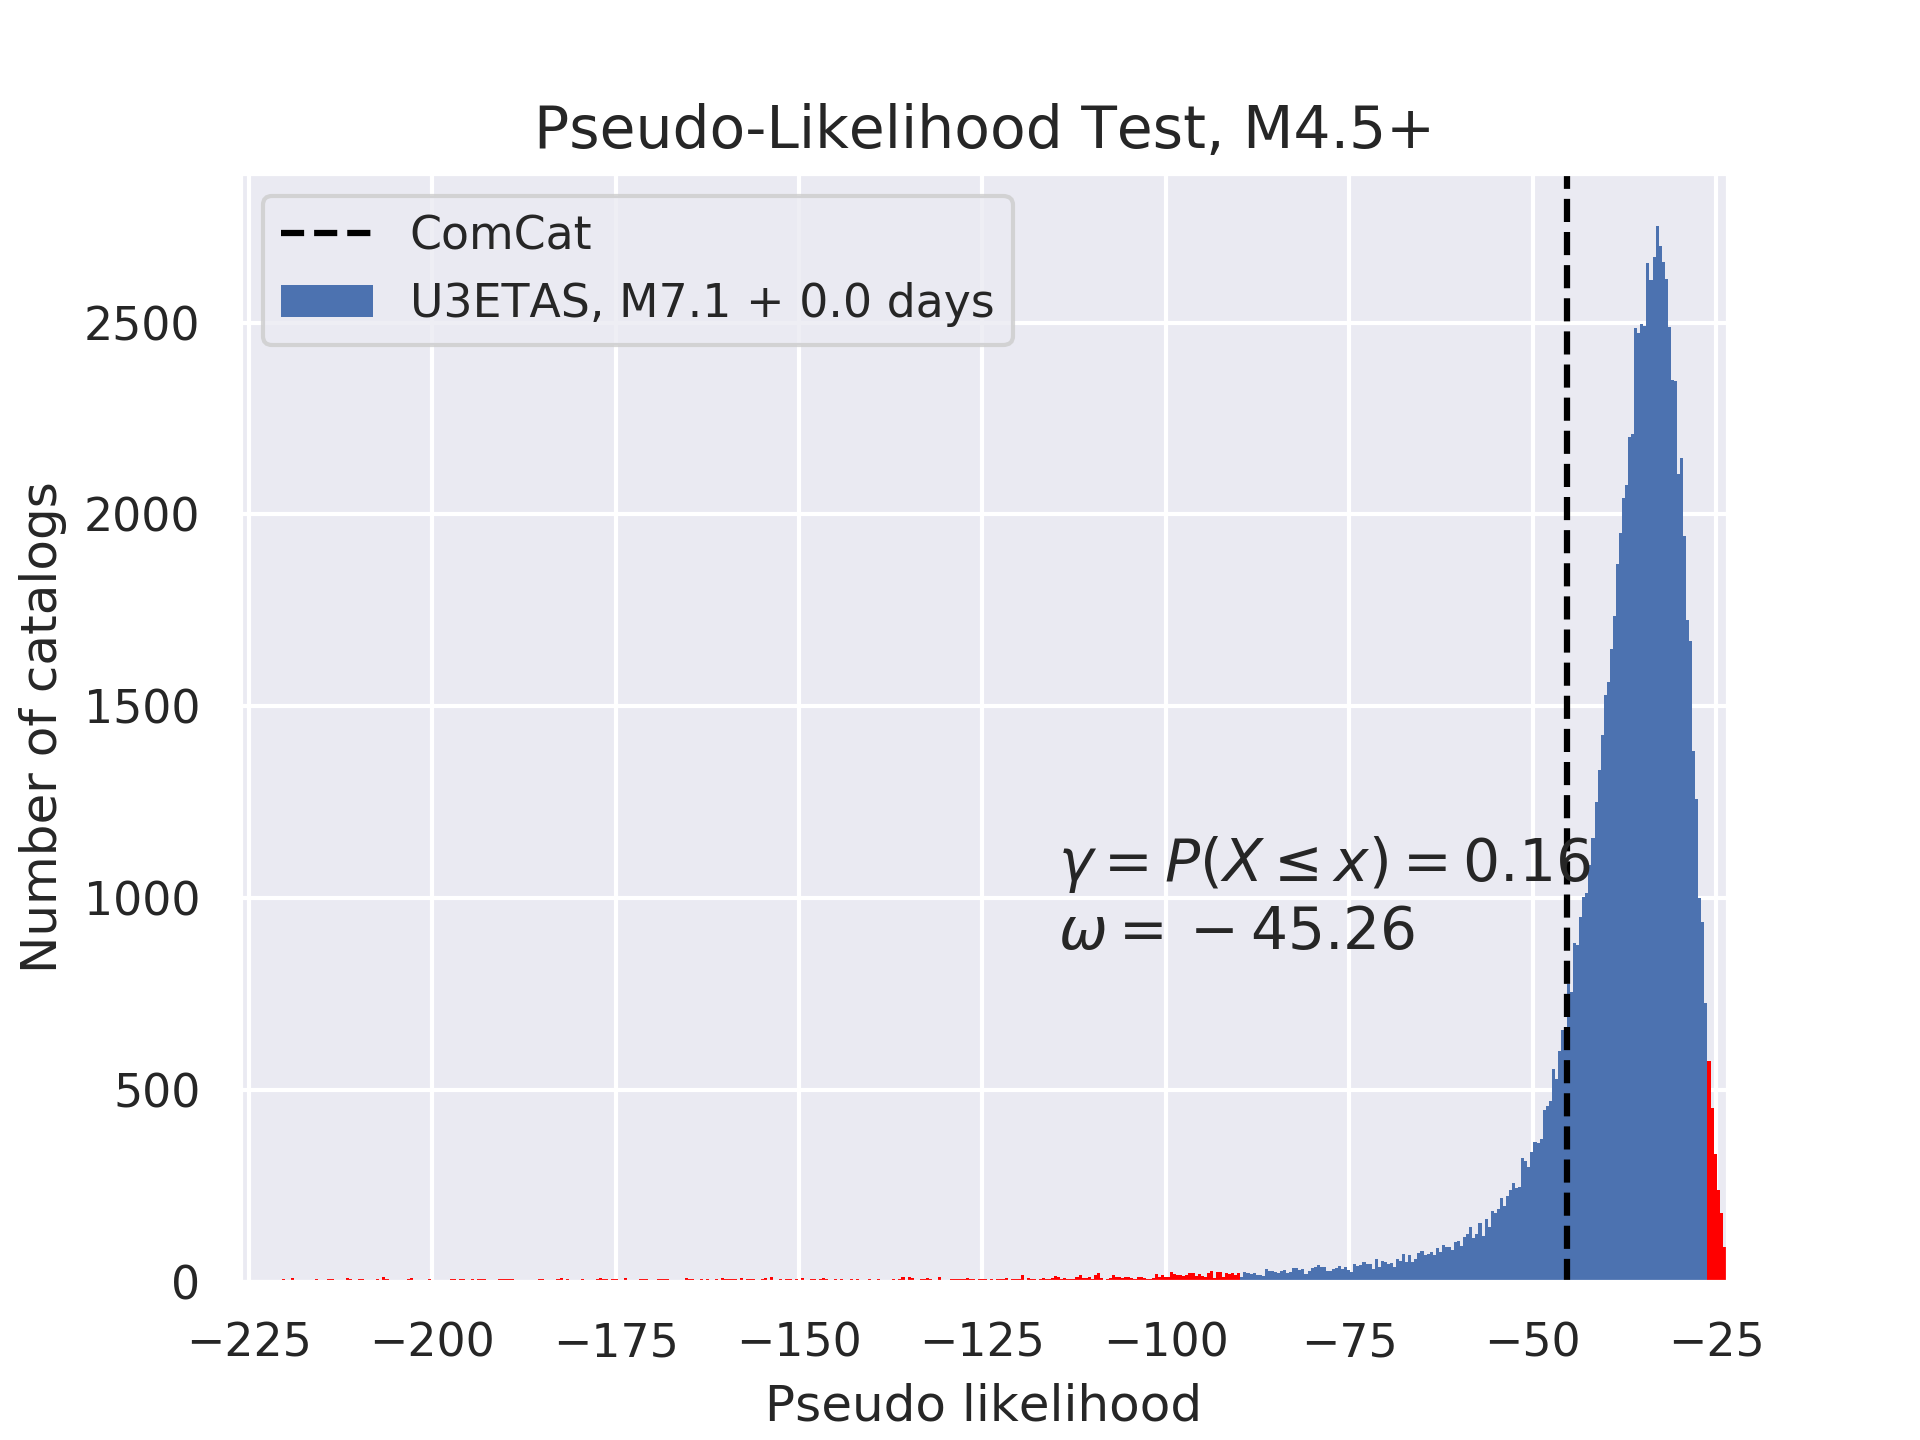 Pseudo-Likelihood Test, M4.5+
ComCat
U3ETAS, M7.1 + 0.0 days
2500
2000
1500
1000
500
0
Number of catalogs
γ = P(X ≤ x) = 0.16
ω = − 45.26
−225 −200 −175 −150 −125 −100 −75 −50 −25
Pseudo likelihood